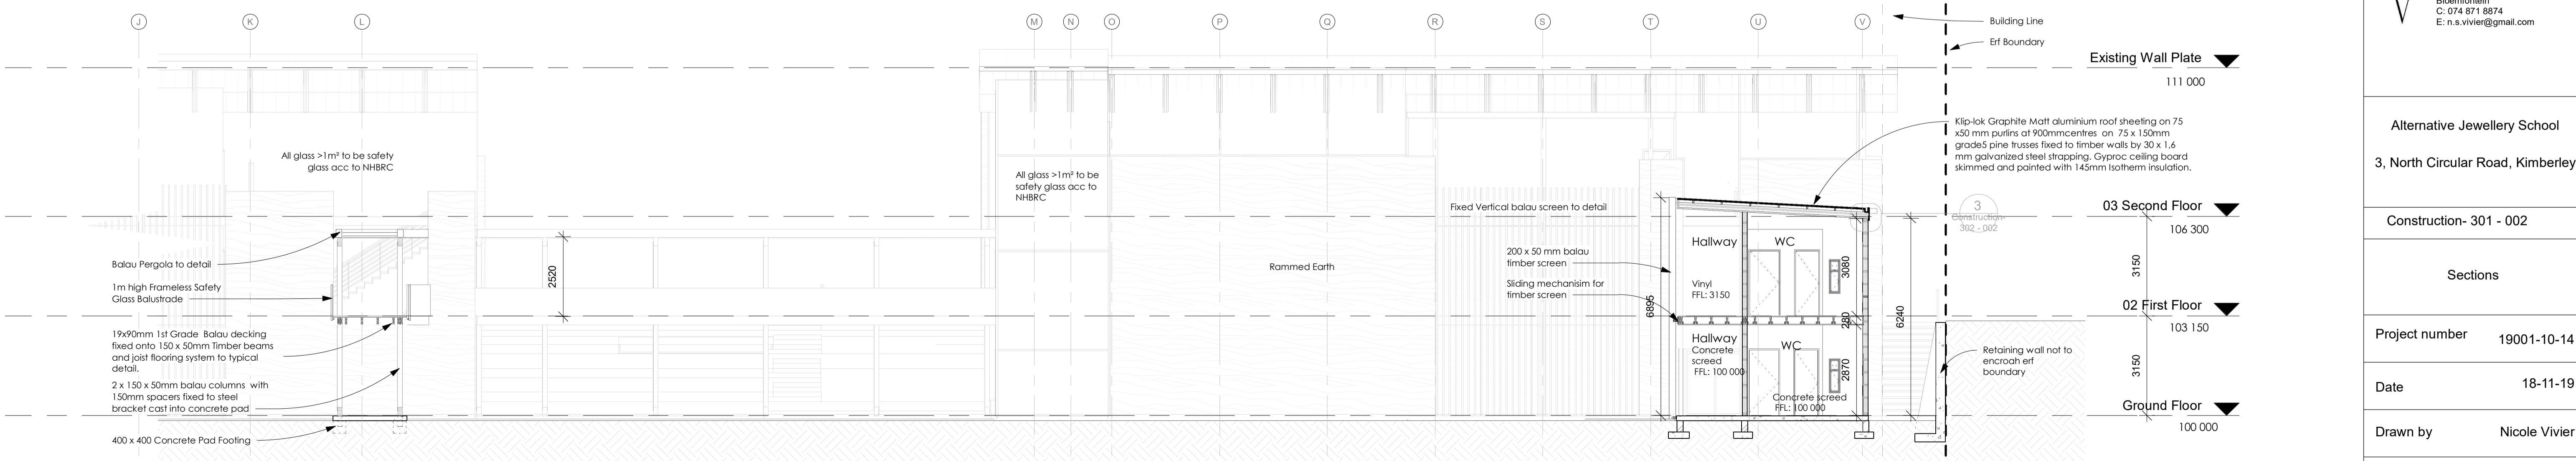 J
K
L
M
N
O
P
Q
R
S
T
U
V
Building Line
Erf Boundary
Existing Wall Plate
111 000
Klip-lok Graphite Matt aluminium roof sheeting on 75
x50 mm purlins at 900mmcentres on 75 x 150mm
grade5 pine trusses fixed to timber walls by 30 x 1,6
mm galvanized steel strapping. Gyproc ceiling board
skimmed and painted with 145mm Isotherm insulation.
All glass >1m² to be safety
glass acc to NHBRC
All glass >1m² to be
safety glass acc to
NHBRC
Fixed Vertical balau screen to detail
3
Construction-
302 - 002
03 Second Floor
106 300
Balau Pergola to detail
1m high Frameless Safety
Glass Balustrade
2520
Rammed Earth
200 x 50 mm balau
timber screen
Sliding mechanisim for
timber screen
6895
Hallway
WC
Vinyl
FFL: 3150
3080
280
6240
3150
02 First Floor
103 150
19x90mm 1st Grade Balau decking
fixed onto 150 x 50mm Timber beams
and joist flooring system to typical
detail.
2 x 150 x 50mm balau columns with
150mm spacers fixed to steel
bracket cast into concrete pad
400 x 400 Concrete Pad Footing
Hallway
Concrete
screed
FFL: 100 000
WC
2870
Concrete screed
FFL: 100 000
Retaining wall not to
encroah erf
boundary
3150
Ground Floor
100 000
Bloemfontein
C: 074 871 8874
E: n.s.vivier@gmail.com
Alternative Jewellery School
3, North Circular Road, Kimberley
Construction- 301 - 002
Sections
Project number 19001-10-14
Date 18-11-19
Drawn by Nicole Vivier